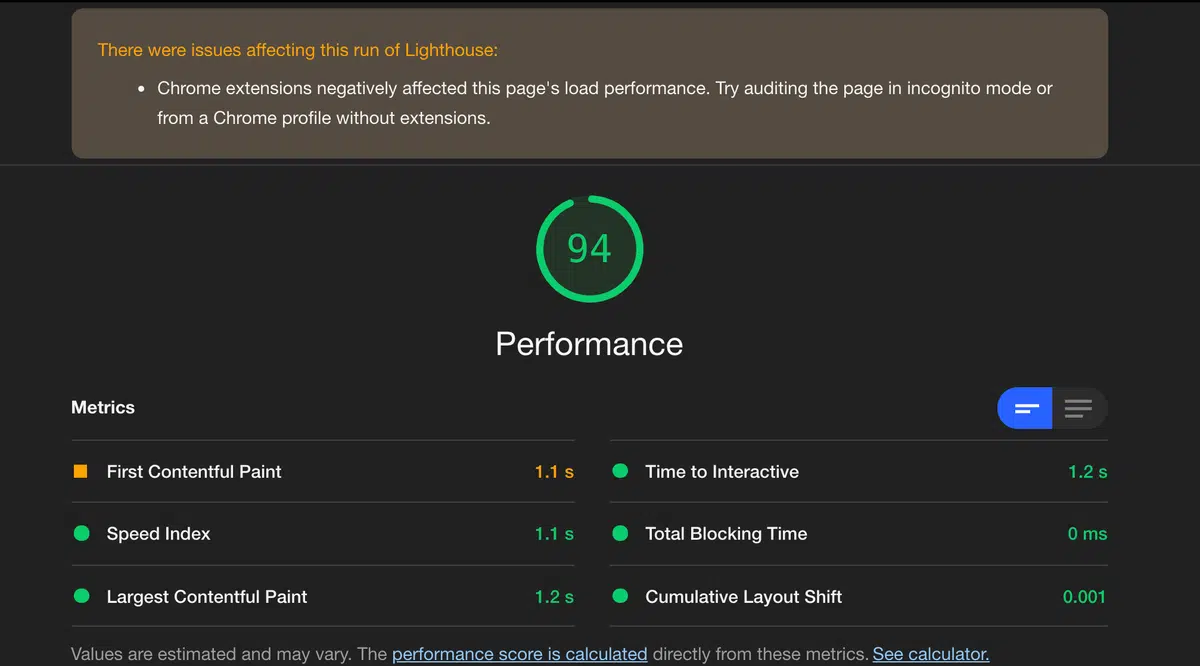 There were issues affecting this run of Lighthouse:
Chrome extensions negatively affected this page's load performance. Try auditing the page in incognito mode or
from a Chrome profile without extensions.
94
Performance
Metrics
First Contentful Paint 1.1 s
Time to Interactive 1.2 s
Speed Index 1.1 s
Total Blocking Time 0 ms
Largest Contentful Paint 1.2 s
Cumulative Layout Shift 0.001
Values are estimated and may vary. The performance score is calculated directly from these metrics. See calculator.